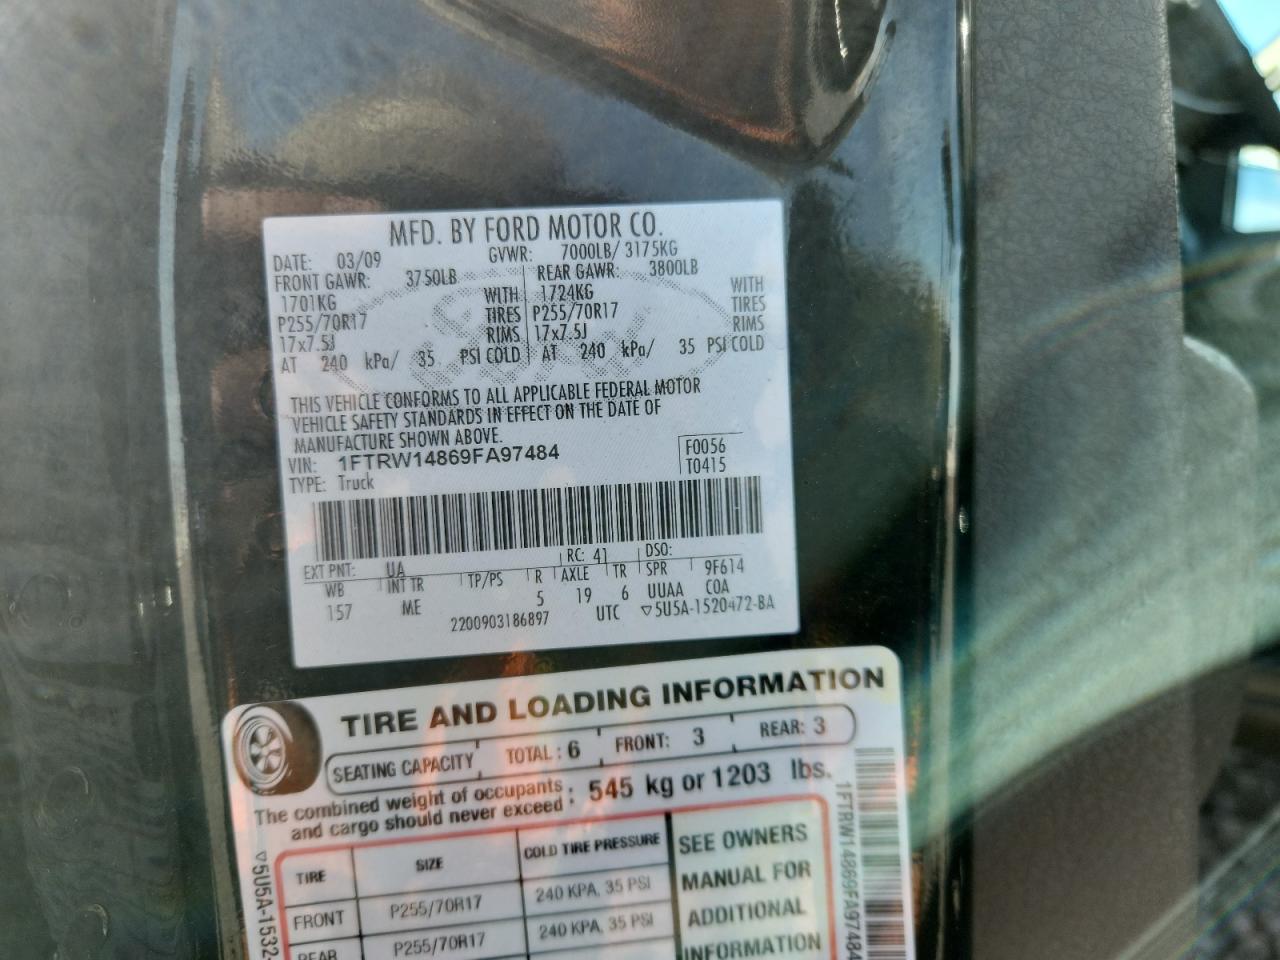 MFD. BY FORD MOTOR CO.
DATE: 03/09 GVWR: 7000LB/ 3175KG
FRONT GAWR: 3750LB REAR GAWR: 3800LB
1701KG WITH 1724KG WITH
P255/70R17 TIRES P255/70R17 TIRES
17x7.5J RIMS 17x7.5J RIMS
AT 240 kPa/ 35 PSI COLD AT 240 kPa/ 35 PSI COLD
THIS VEHICLE CONFORMS TO ALL APPLICABLE FEDERAL MOTOR
VEHICLE SAFETY STANDARDS IN EFFECT ON THE DATE OF
MANUFACTURE SHOWN ABOVE.
VIN: 1FTRW14869FA97484 F0056
TYPE: Truck T0415
EXT PNT: UA RC: 41 DSO:
WB INT TR TP/PS R AXLE TR SPR 9F614
157 ME 5 19 6 UUAA COA
2200903186897 UTC ▽5U5A-1520472-BA
TIRE AND LOADING INFORMATION
SEATING CAPACITY TOTAL: 6 FRONT: 3 REAR: 3
The combined weight of occupants and cargo should never exceed: 545 kg or 1203 lbs.
TIRE SIZE COLD TIRE PRESSURE SEE OWNERS
FRONT P255/70R17 240 KPA, 35 PSI MANUAL FOR
REAR P255/70R17 240 KPA, 35 PSI ADDITIONAL
INFORMATION
▽5U5A-1532-
1FTRW14869FA97484